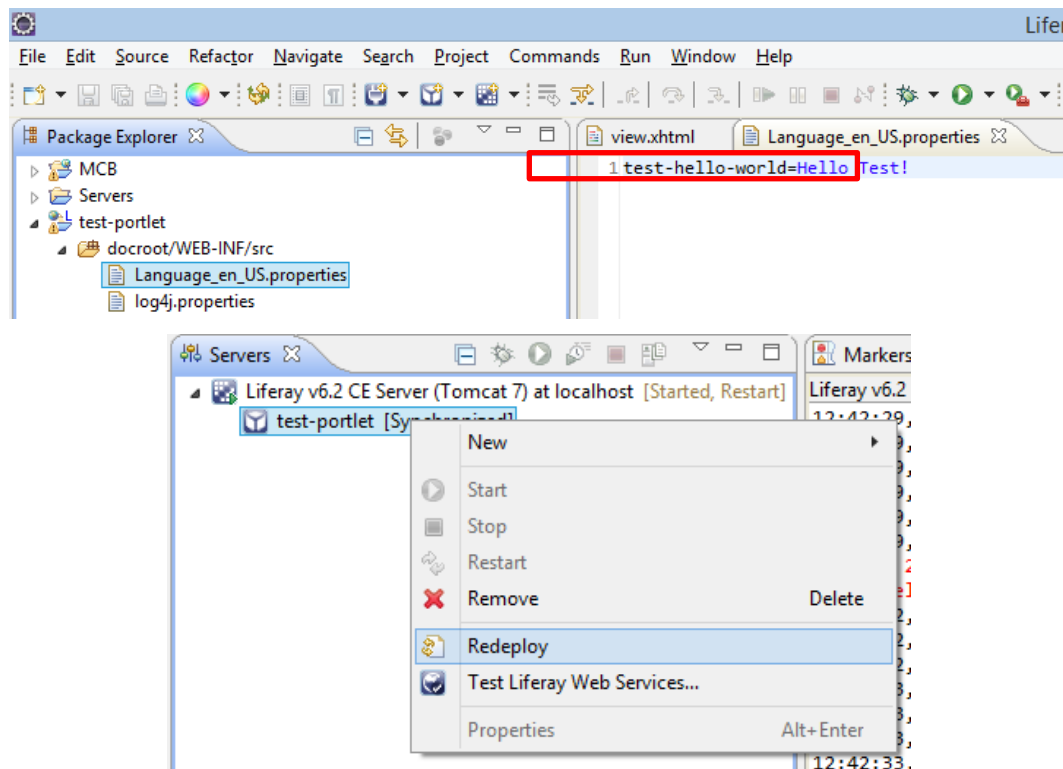 Lifer
File Edit Source Refactor Navigate Search Project Commands Run Window Help
Package Explorer
view.xhtml Language_en_US.properties
MCB
Servers
test-portlet
docroot/WEB-INF/src
Language_en_US.properties
log4j.properties
1 test-hello-world=Hello Test!
Servers
Markers
Liferay v6.2 CE Server (Tomcat 7) at localhost [Started, Restart]
Liferay v6.2
test-portlet [Synchronized]
12:42:29,
New
Start
Stop
Restart
Remove Delete
Redeploy
Test Liferay Web Services...
Properties Alt+Enter
12:42:33,